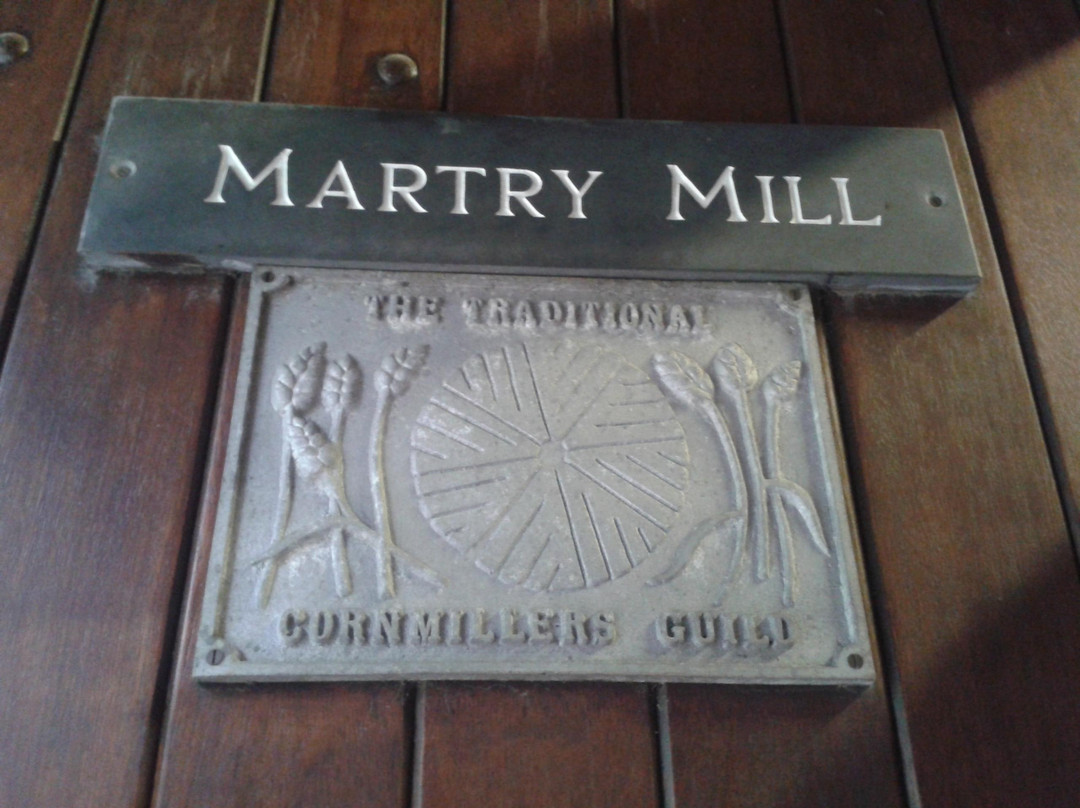 MARTRY MILL
THE TRADITIONAL
CORNMILLERS GUILD